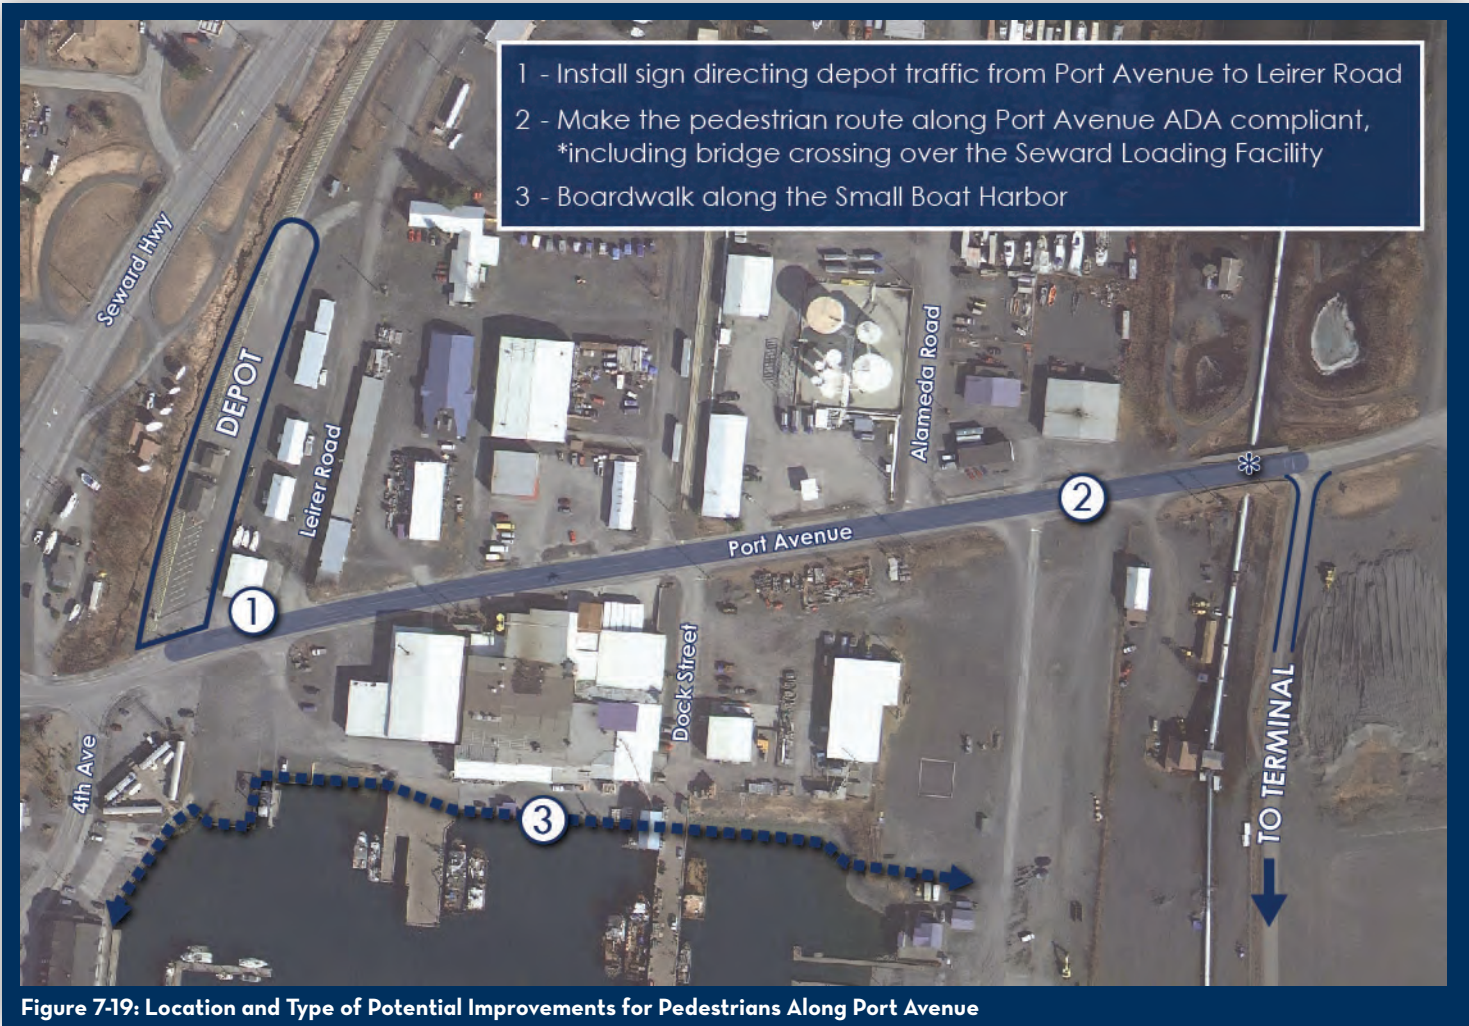 1 - Install sign directing depot traffic from Port Avenue to Leirer Road
2 - Make the pedestrian route along Port Avenue ADA compliant,
*including bridge crossing over the Seward Loading Facility
3 - Boardwalk along the Small Boat Harbor
Seward Hwy
DEPOT
Leirer Road
Alameda Road
*
2
Port Avenue
1
Dock Street
4th Ave
3
TO TERMINAL
Figure 7-19: Location and Type of Potential Improvements for Pedestrians Along Port Avenue